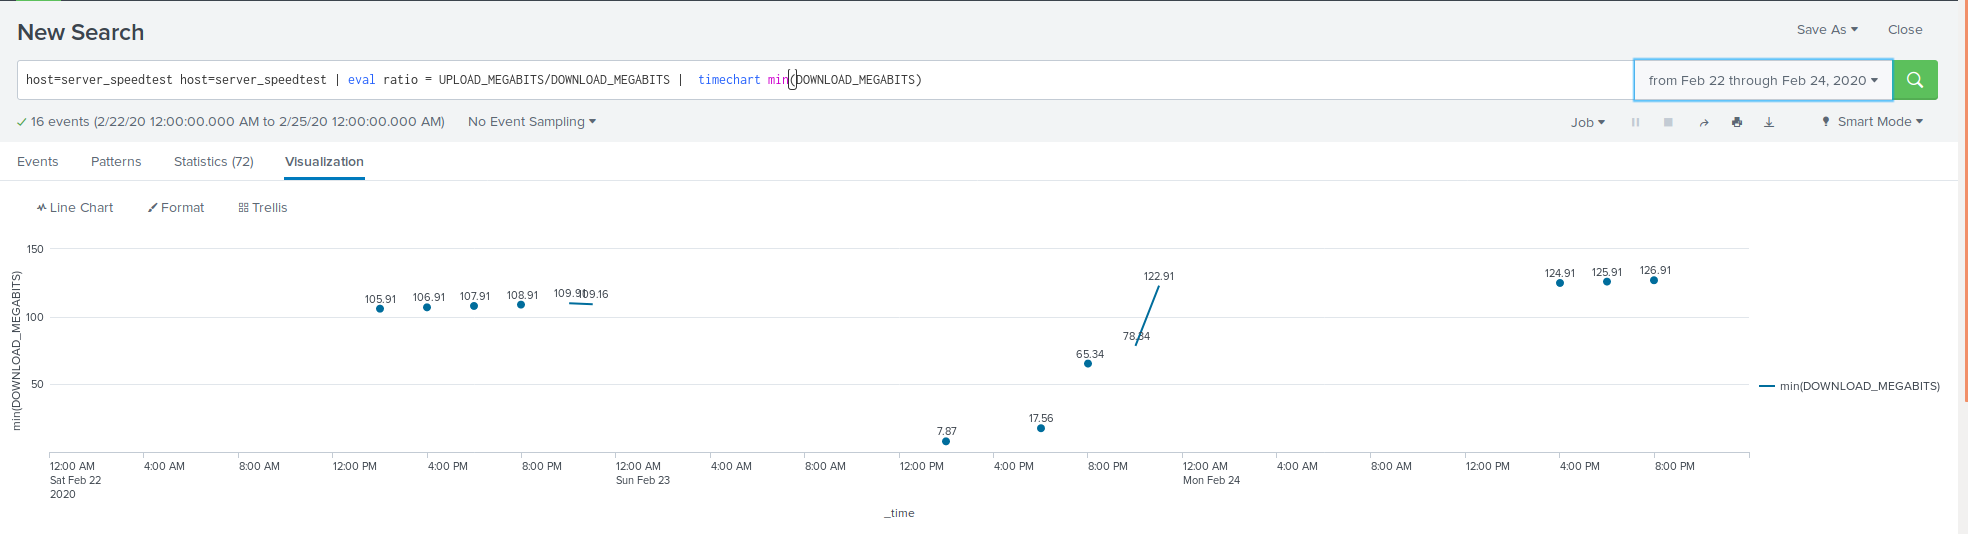 New Search
Save As Close
host=server_speedtest host=server_speedtest | eval ratio = UPLOAD_MEGABITS/DOWNLOAD_MEGABITS | timechart min(DOWNLOAD_MEGABITS)
from Feb 22 through Feb 24, 2020
16 events (2/22/20 12:00:00.000 AM to 2/25/20 12:00:00.000 AM) No Event Sampling
Job Smart Mode
Events Patterns Statistics (72) Visualization
Line Chart Format Trellis
min(DOWNLOAD_MEGABITS)
150
100
50
105.91 106.91 107.91 108.91 109.91 109.16
7.87 17.56 65.34 78.84 122.91
124.91 125.91 126.91
min(DOWNLOAD_MEGABITS)
12:00 AM 4:00 AM 8:00 AM 12:00 PM 4:00 PM 8:00 PM 12:00 AM 4:00 AM 8:00 AM 12:00 PM 4:00 PM 8:00 PM 12:00 AM 4:00 AM 8:00 AM 12:00 PM 4:00 PM 8:00 PM
Sat Feb 22 Sun Feb 23 Mon Feb 24
2020
_time